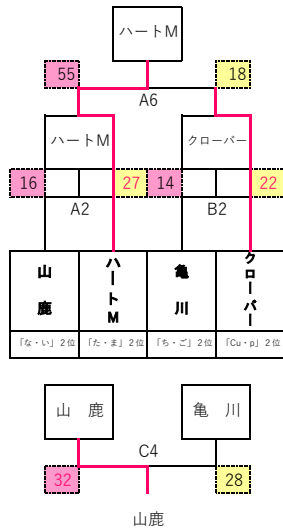 ハートM
55 18
A6
ハートM クローバー
16 27 14 22
A2 B2
山鹿 ハートM 亀川 クローバー
「な・い」2位 「た・ま」2位 「ち・ご」2位 「Cu・p」2位
山　鹿 亀　川
C4
32 28
山鹿